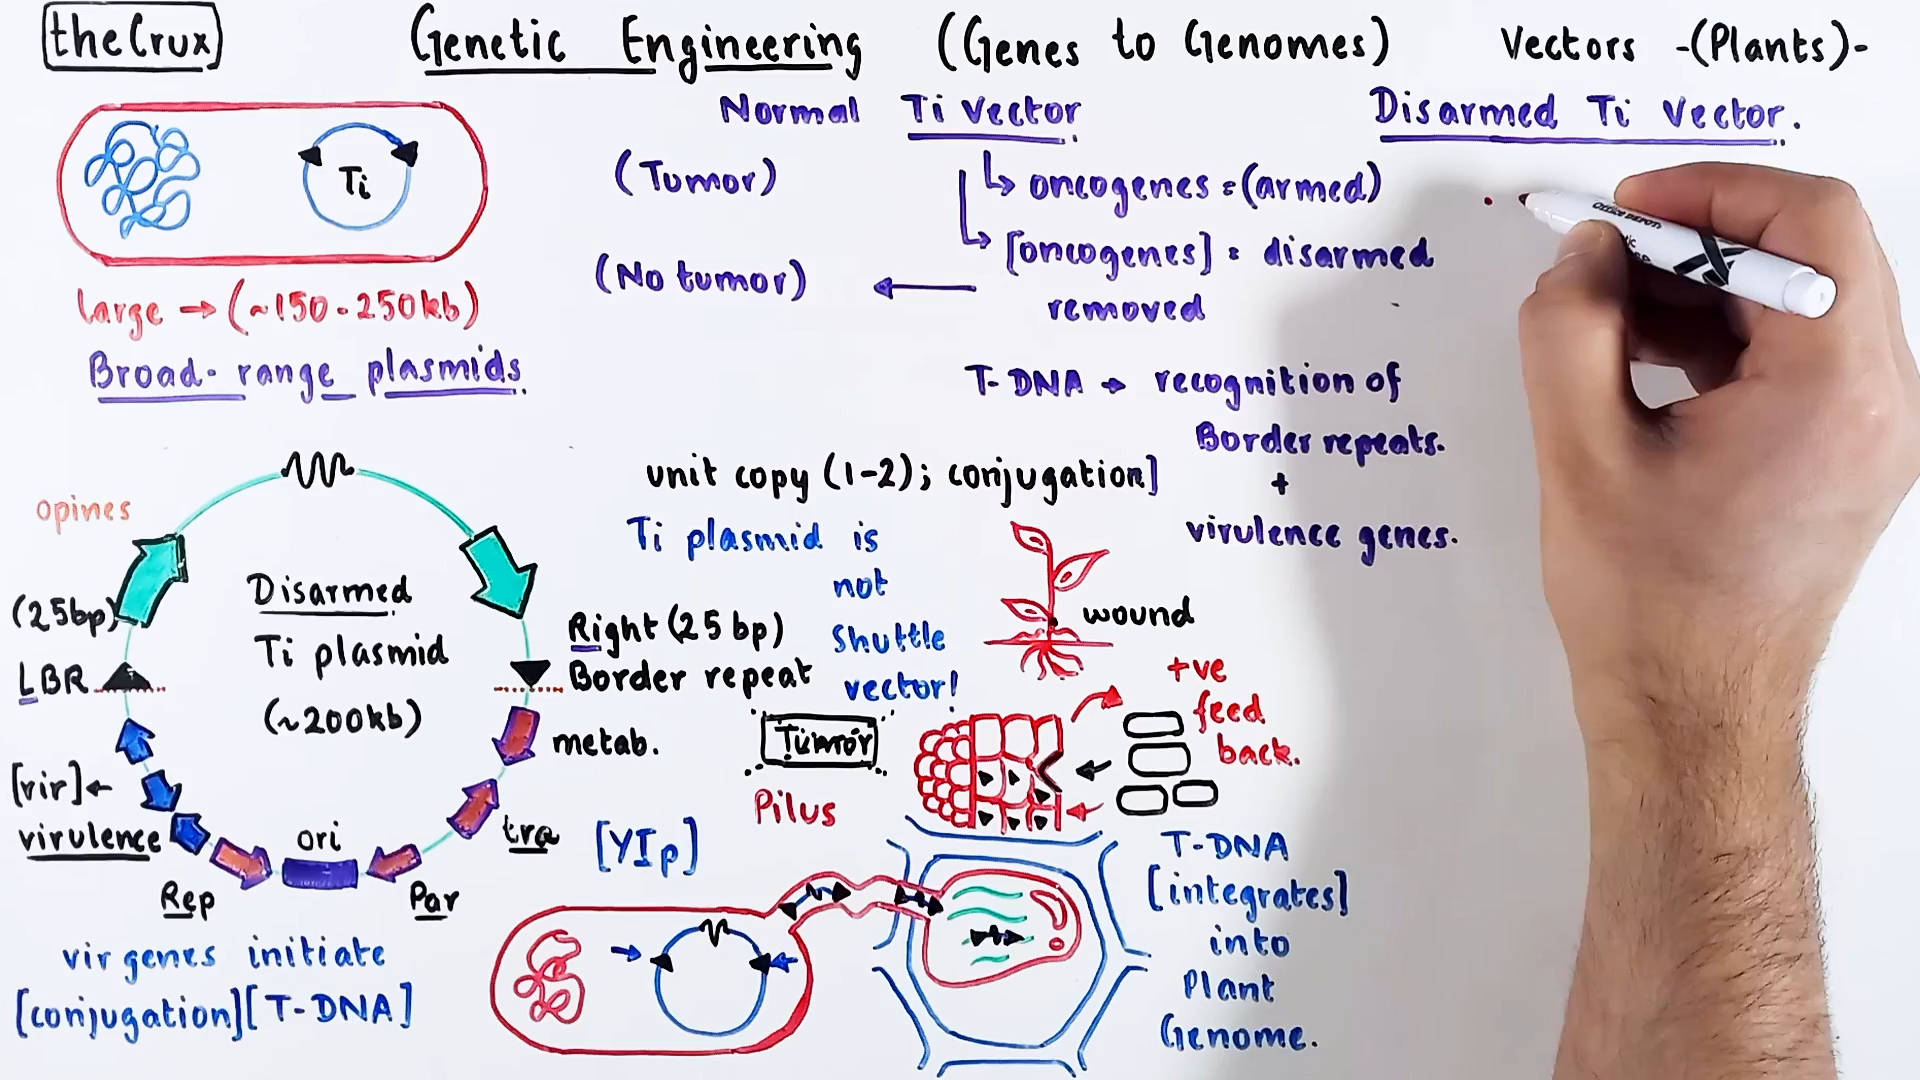 theCrux
Genetic Engineering (Genes to Genomes) Vectors -(Plants)-
Normal Ti Vector
Disarmed Ti Vector.
Ti
(Tumor)
oncogenes = (armed)
(No tumor)
[oncogenes] = disarmed
removed
large → (~150-250kb)
Broad-range plasmids
T-DNA → recognition of
Border repeats.
+
virulence genes.
unit copy (1-2); conjugation]
Ti plasmid is
not
Shuttle
vector!
wound
opines
(25bp)
LBR
Disarmed
Ti plasmid
(~200kb)
Right (25bp)
Border repeat
metab.
[vir]←
virulence
ori
tra
Rep
Par
Tumor
Pilus
+ve
feed
back.
[YIp]
vir genes initiate
[conjugation][T-DNA]
T-DNA
[integrates]
into
Plant
Genome.
OFFICE DEPOT